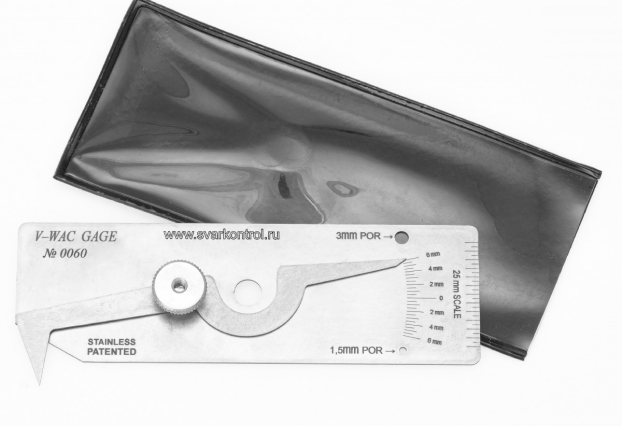 V-WAC GAGE
№ 0060
www.svarkontrol.ru
3mm POR →
6 mm
4 mm
2 mm
0
2 mm
4 mm
6 mm
25 mm SCALE
STAINLESS
PATENTED
1,5mm POR →